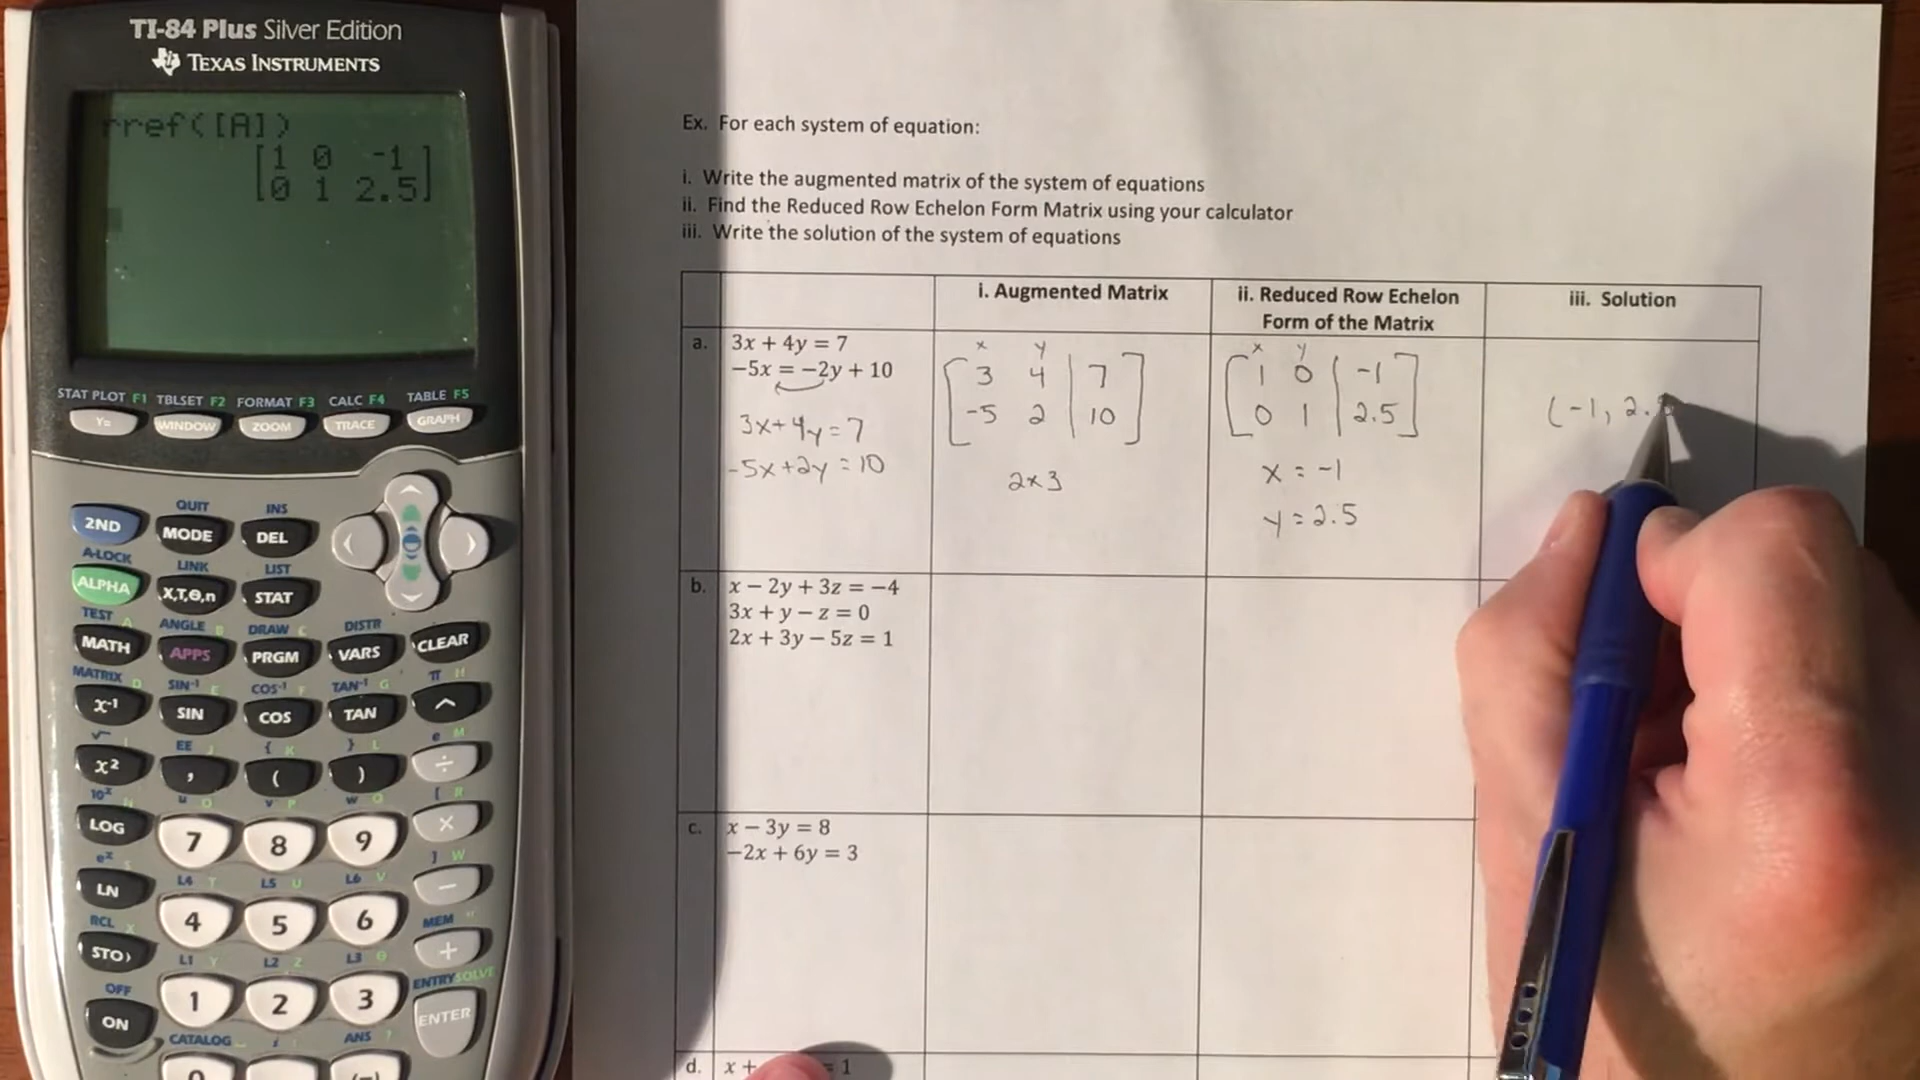 TI-84 Plus Silver Edition
TEXAS INSTRUMENTS
rref([A])
[1 0 -1]
[0 1 2.5]
STAT PLOT F1 TBLSET F2 FORMAT F3 CALC F4 TABLE F5
Y= WINDOW ZOOM TRACE GRAPH
QUIT INS
2ND MODE DEL
A-LOCK LINK LIST
ALPHA X,T,Θ,n STAT
TEST A ANGLE B DRAW C DISTR
MATH APPS PRGM VARS CLEAR
MATRIX D SIN⁻¹ E COS⁻¹ F TAN⁻¹ G π H
x⁻¹ SIN COS TAN ^
√ I EE J { K } L e M
x² , ( ) ÷
10ˣ N u O v P w Q [ R
LOG 7 8 9 ×
eˣ S L4 T L5 U L6 V ] W
LN 4 5 6 −
RCL X L1 Y L2 Z L3 θ MEM "
STO› 1 2 3 +
OFF CATALOG i ANS ? ENTRY SOLVE
ON 0 (−) ENTER
Ex. For each system of equation:
i. Write the augmented matrix of the system of equations
ii. Find the Reduced Row Echelon Form Matrix using your calculator
iii. Write the solution of the system of equations
i. Augmented Matrix
ii. Reduced Row Echelon
Form of the Matrix
iii. Solution
a. 3x + 4y = 7
−5x = −2y + 10
3x+4y=7
-5x+2y=10
x y
[3 4 | 7]
[-5 2 | 10]
2x3
x y
[1 0 | -1]
[0 1 | 2.5]
x = -1
y = 2.5
(-1, 2.5
b. x − 2y + 3z = −4
3x + y − z = 0
2x + 3y − 5z = 1
c. x − 3y = 8
−2x + 6y = 3
d. x + = 1